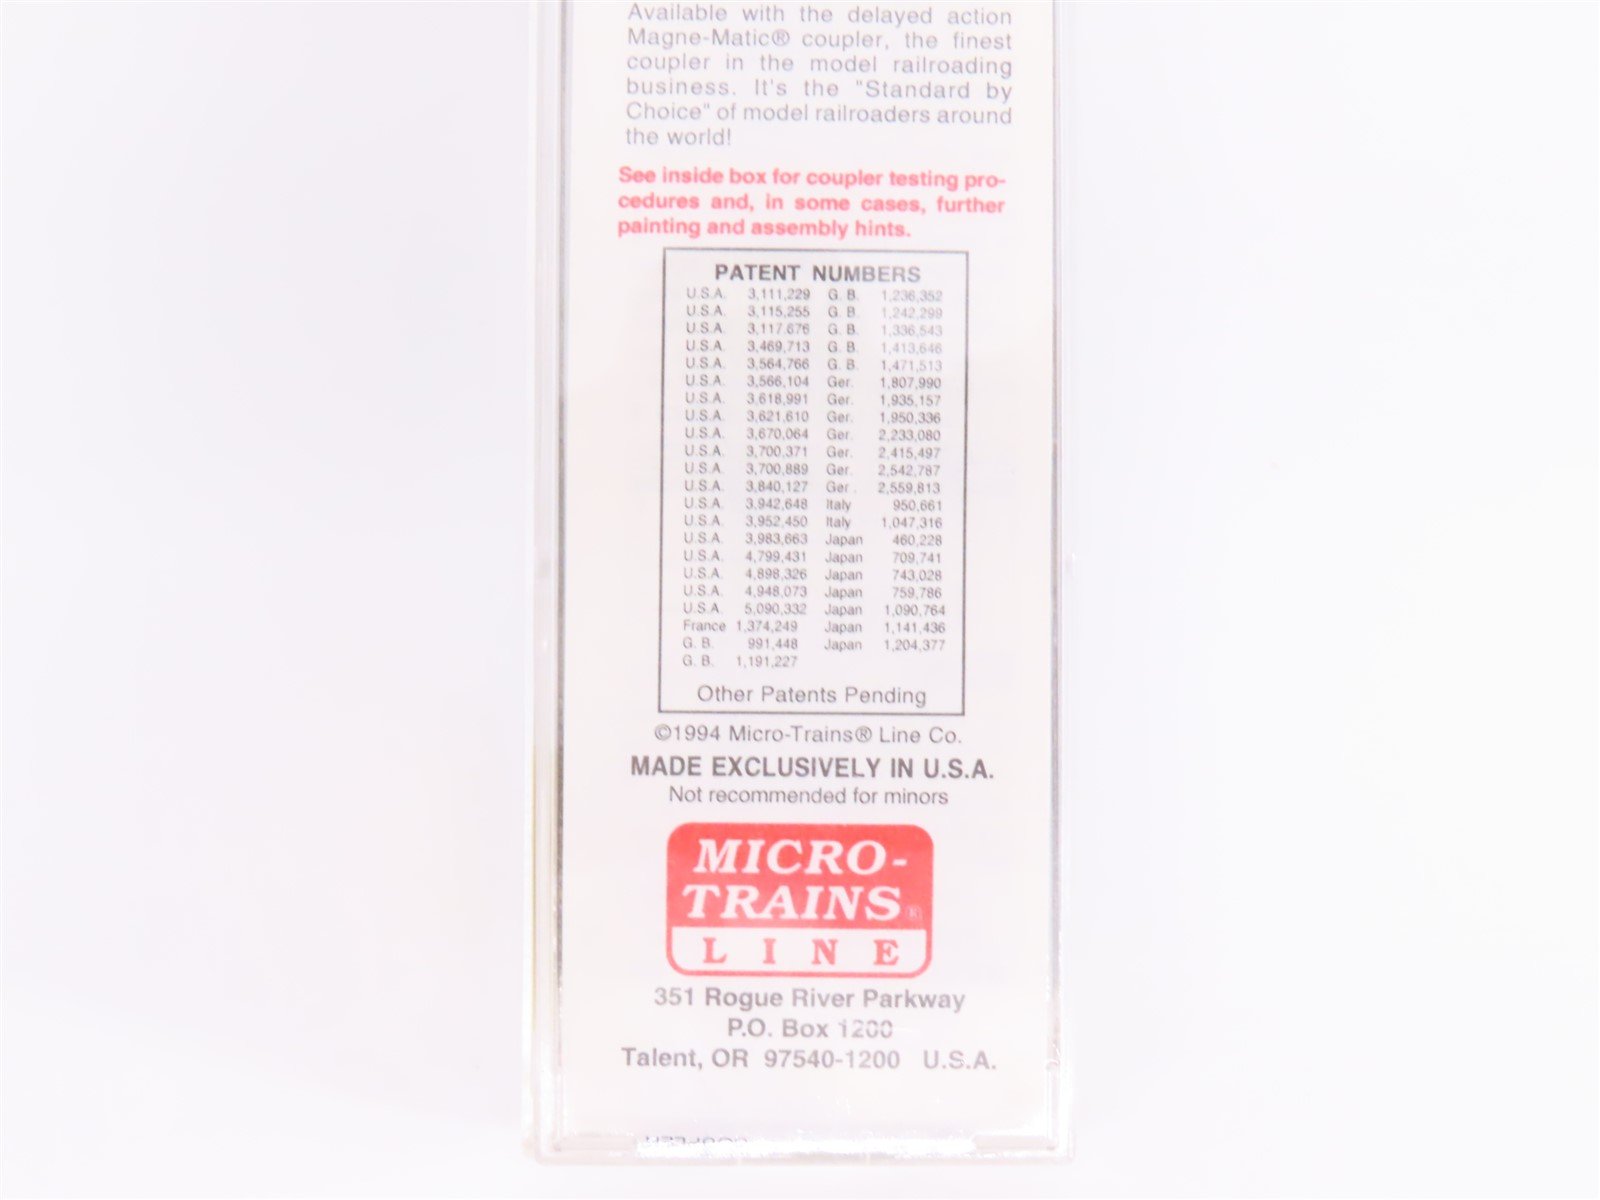 Available with the delayed action
Magne-Matic® coupler, the finest
coupler in the model railroading
business. It's the "Standard by
Choice" of model railroaders around
the world!
See inside box for coupler testing pro-
cedures and, in some cases, further
painting and assembly hints.
PATENT NUMBERS
U.S.A. 3,111,229 G. B. 1,236,352
U.S.A. 3,115,255 G. B. 1,242,299
U.S.A. 3,117.676 G. B. 1,336,543
U.S.A. 3,469,713 G. B. 1,413,646
U.S.A. 3,564,766 G. B. 1,471,513
U.S.A. 3,566,104 Ger. 1,807,990
U.S.A. 3,618,991 Ger. 1,935,157
U.S.A. 3,621,610 Ger. 1,950,336
U.S.A. 3,670,064 Ger. 2,233,080
U.S.A. 3,700,371 Ger. 2,415,497
U.S.A. 3,700,889 Ger. 2,542,787
U.S.A. 3,840,127 Ger . 2,559,813
U.S.A. 3,942,648 Italy 950,661
U.S.A. 3,952,450 Italy 1,047,316
U.S.A. 3,983,663 Japan 460,228
U.S.A. 4,799,431 Japan 709,741
U.S.A. 4,898,326 Japan 743,028
U.S.A. 4,948,073 Japan 759,786
U.S.A. 5,090,332 Japan 1,090,764
France 1,374,249 Japan 1,141,436
G. B. 991,448 Japan 1,204,377
G. B. 1,191,227
Other Patents Pending
©1994 Micro-Trains® Line Co.
MADE EXCLUSIVELY IN U.S.A.
Not recommended for minors
MICRO-
TRAINS®
LINE
351 Rogue River Parkway
P.O. Box 1200
Talent, OR 97540-1200 U.S.A.